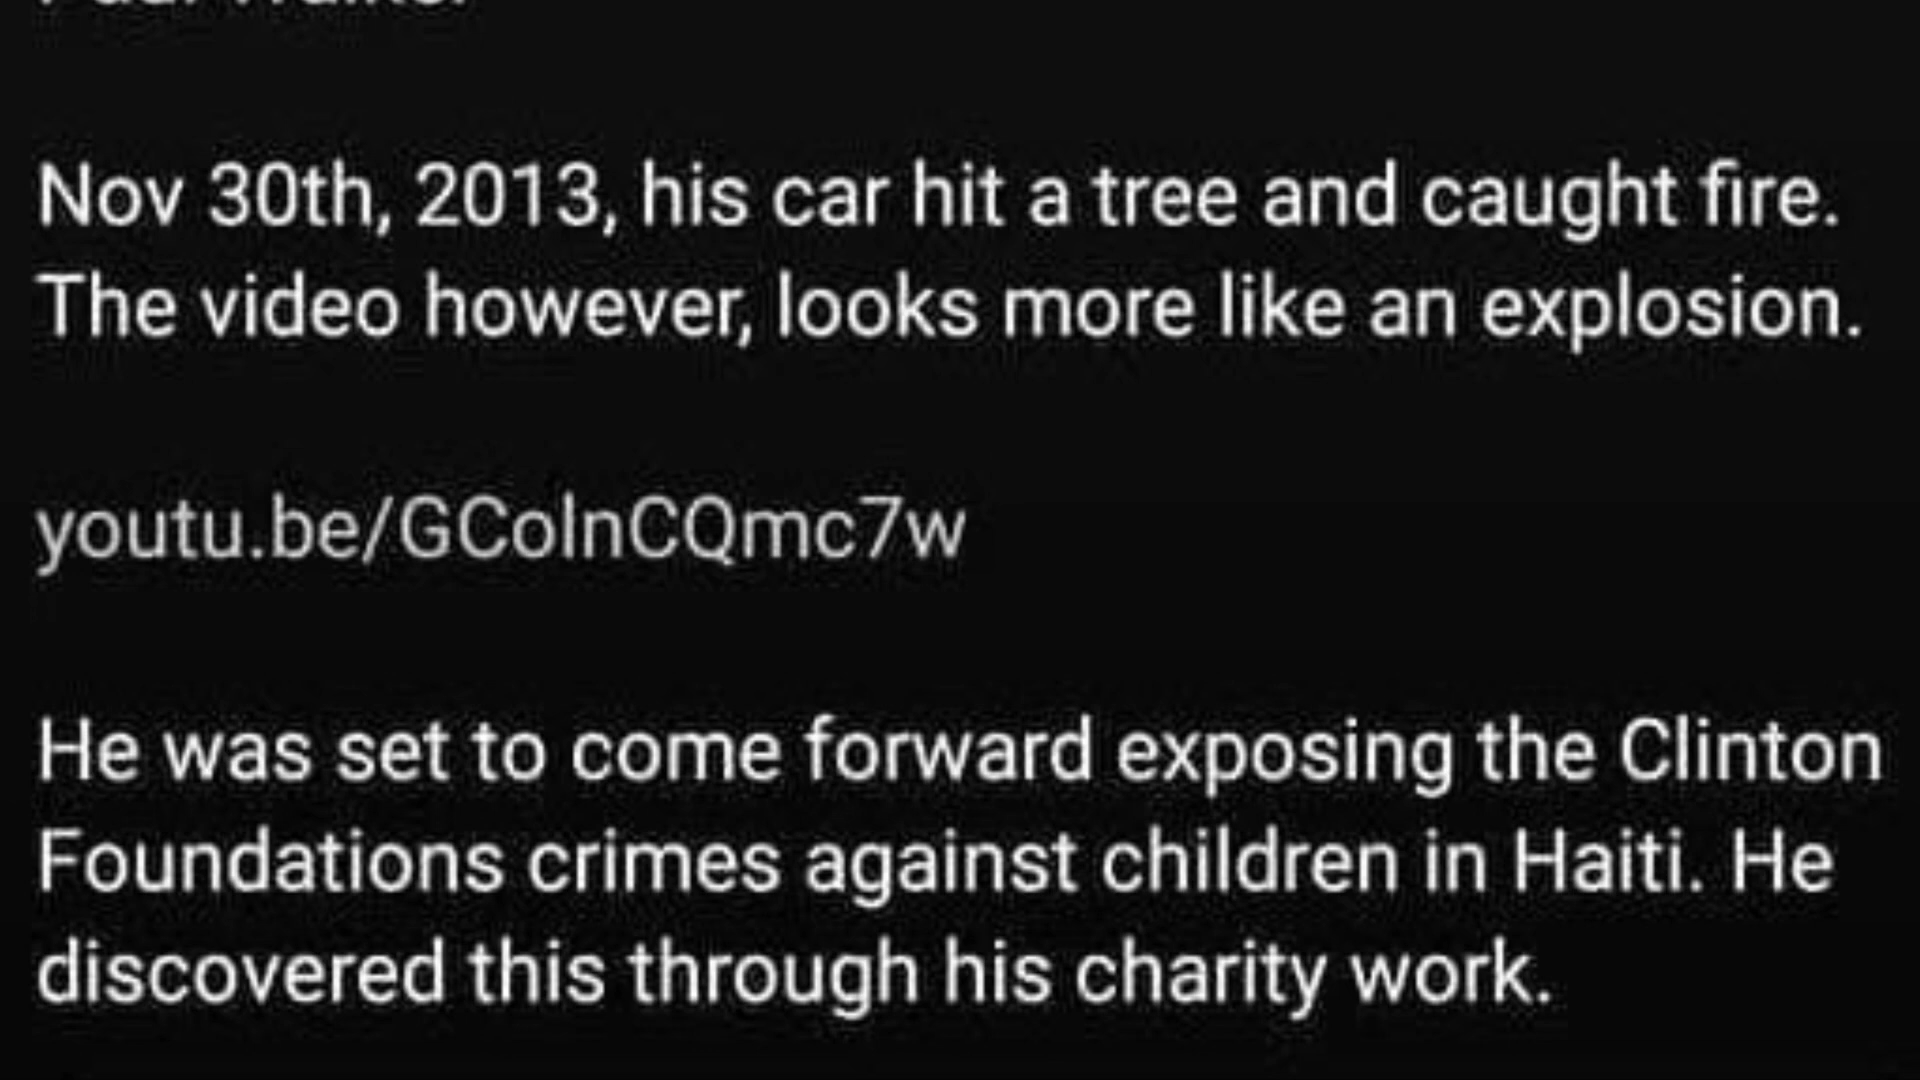 Nov 30th, 2013, his car hit a tree and caught fire.
The video however, looks more like an explosion.
youtu.be/GColnCQmc7w
He was set to come forward exposing the Clinton
Foundations crimes against children in Haiti. He
discovered this through his charity work.